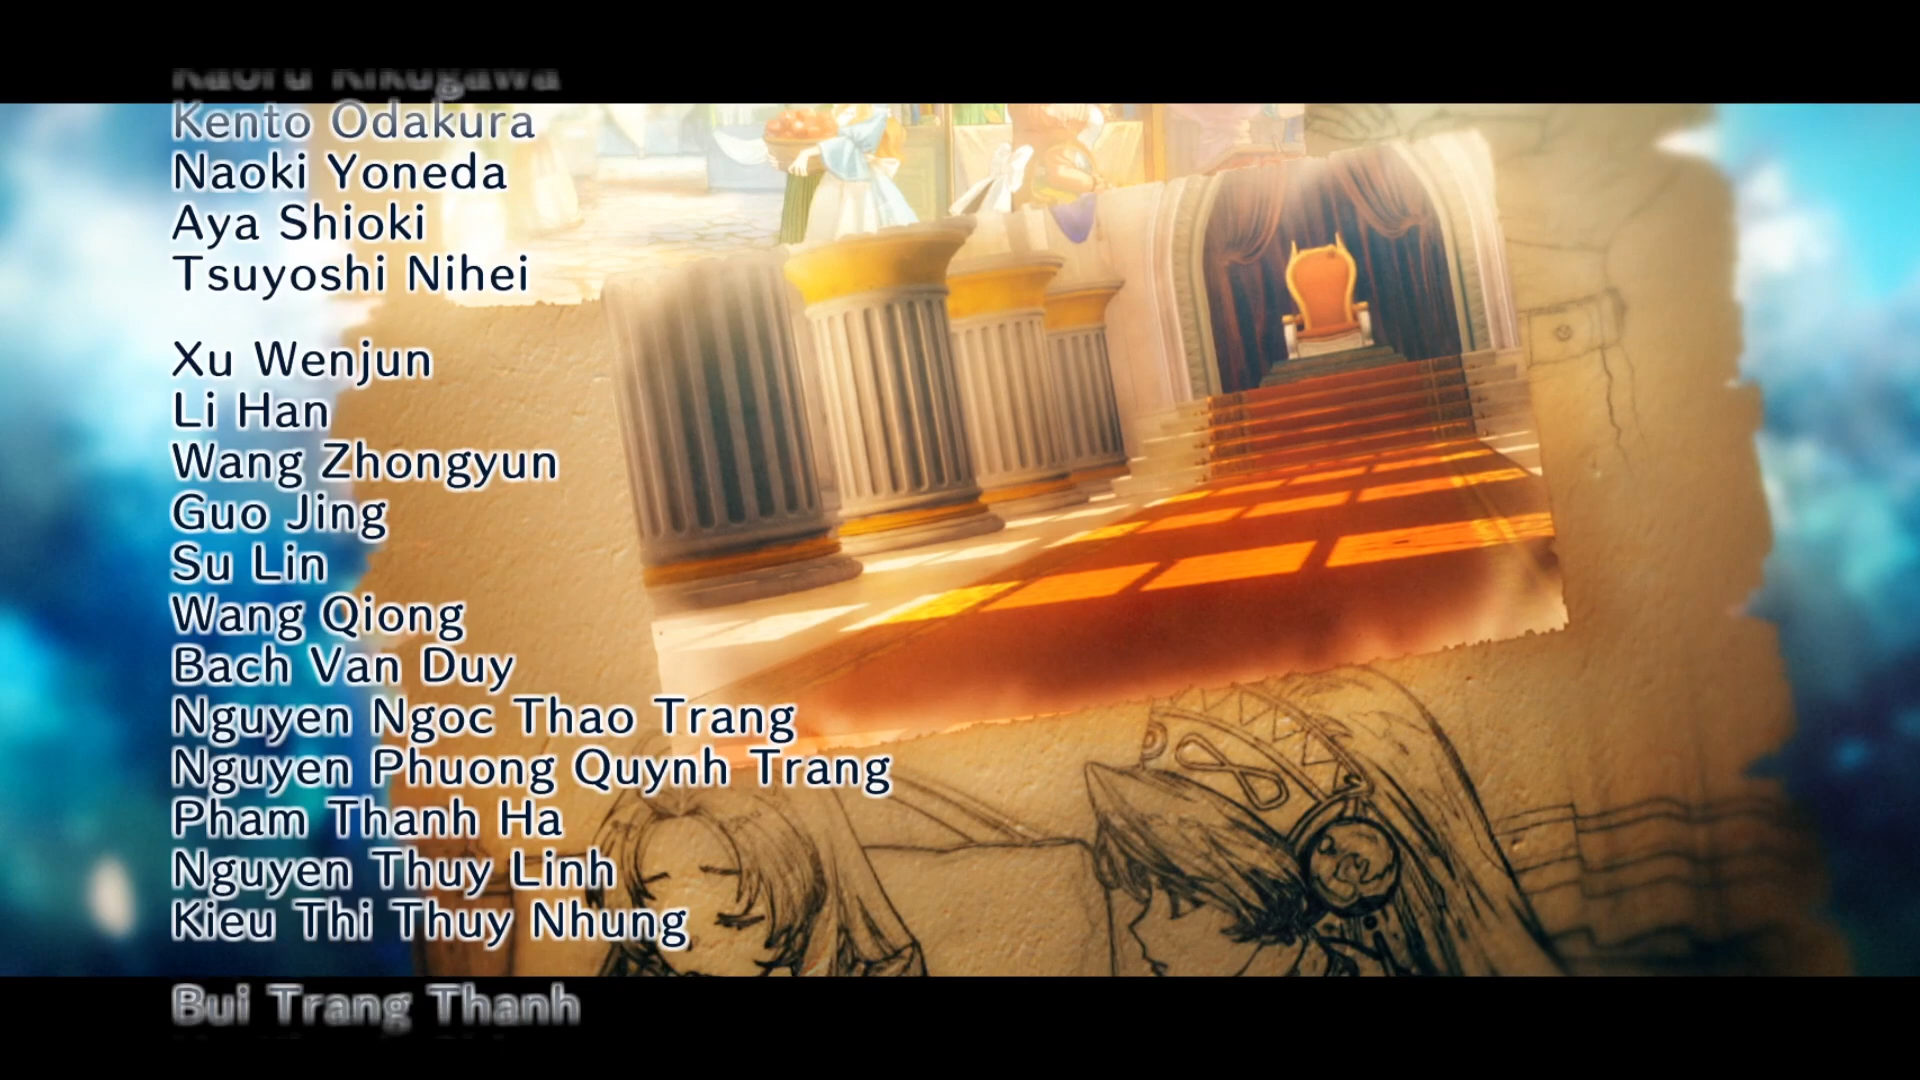 Kaoru Kikugawa
Kento Odakura
Naoki Yoneda
Aya Shioki
Tsuyoshi Nihei
Xu Wenjun
Li Han
Wang Zhongyun
Guo Jing
Su Lin
Wang Qiong
Bach Van Duy
Nguyen Ngoc Thao Trang
Nguyen Phuong Quynh Trang
Pham Thanh Ha
Nguyen Thuy Linh
Kieu Thi Thuy Nhung
Bui Trang Thanh